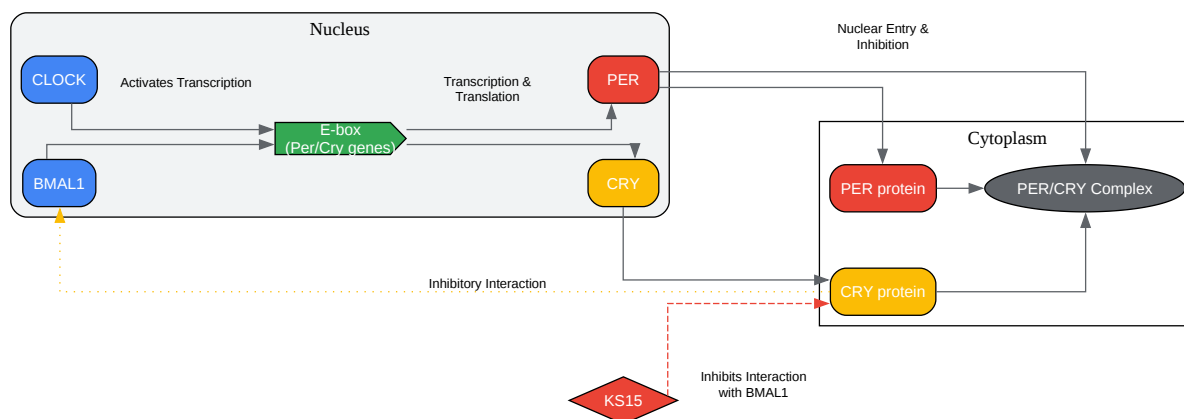 Nucleus
Nuclear Entry &
Inhibition
CLOCK
Activates Transcription
Transcription &
Translation
PER
E-box
(Per/Cry genes)
Cytoplasm
BMAL1
CRY
PER protein
PER/CRY Complex
Inhibitory Interaction
CRY protein
Inhibits Interaction
with BMAL1
KS15